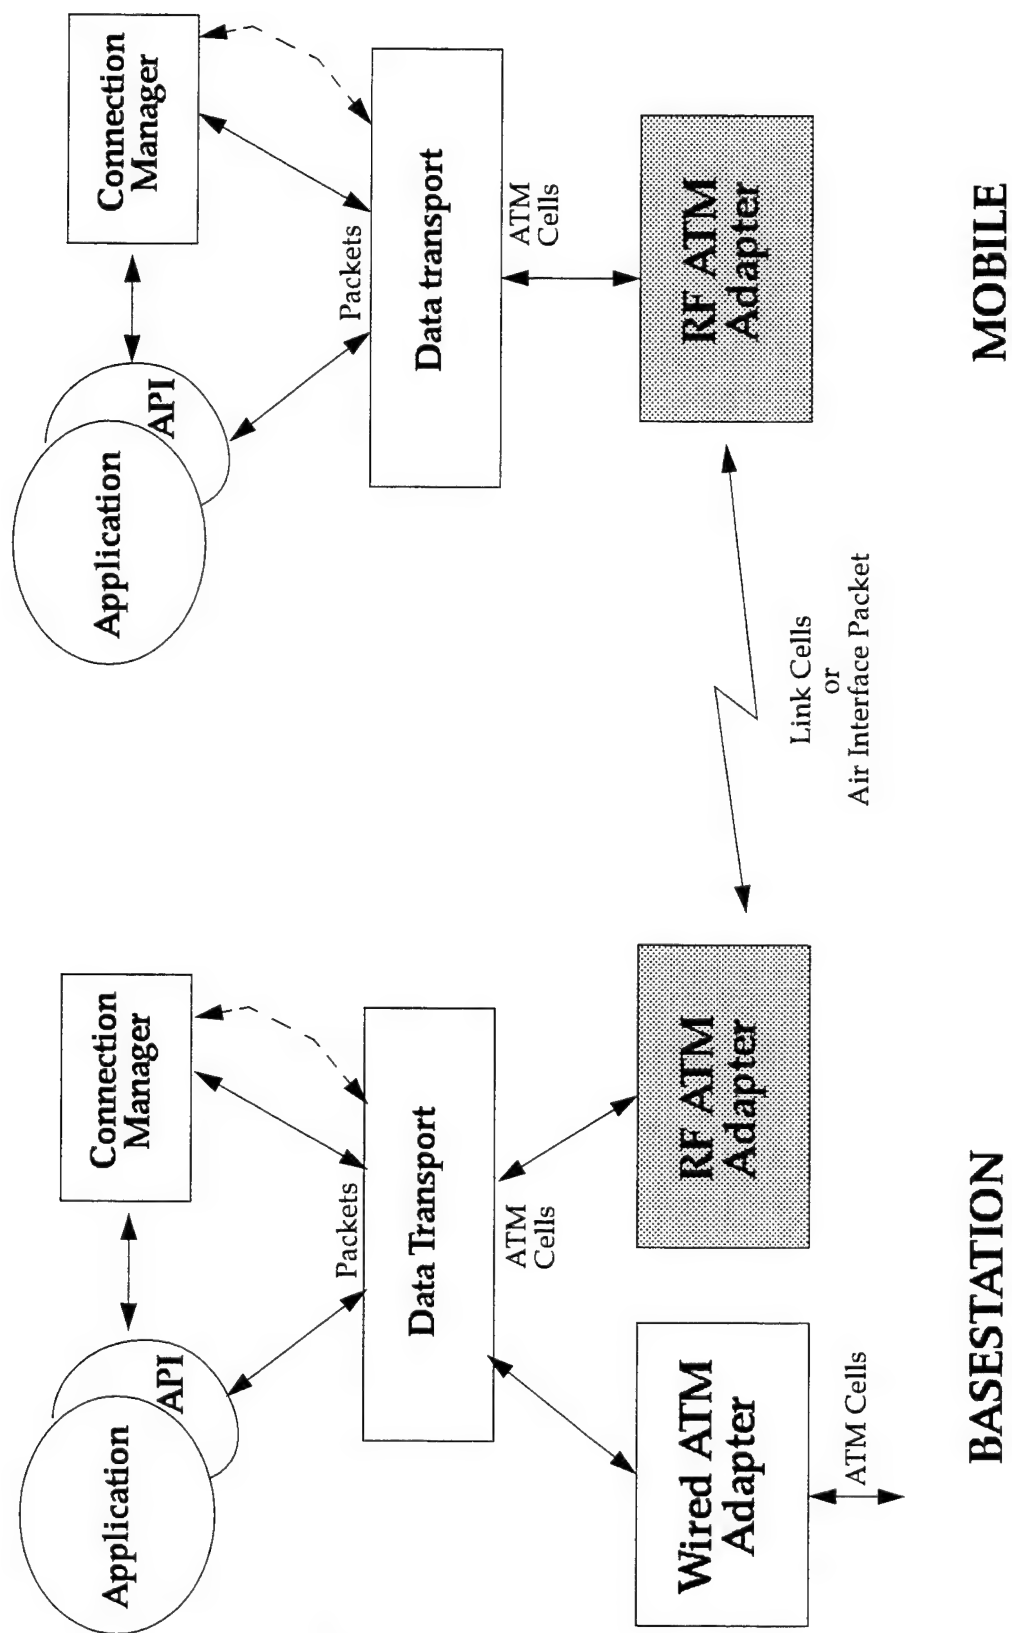 Application
API
Connection
Manager
Packets
Data Transport
ATM
Cells
Wired ATM
Adapter
RF ATM
Adapter
ATM Cells
BASESTATION
Link Cells
or
Air Interface Packet
Application
API
Connection
Manager
Packets
Data transport
ATM
Cells
RF ATM
Adapter
MOBILE